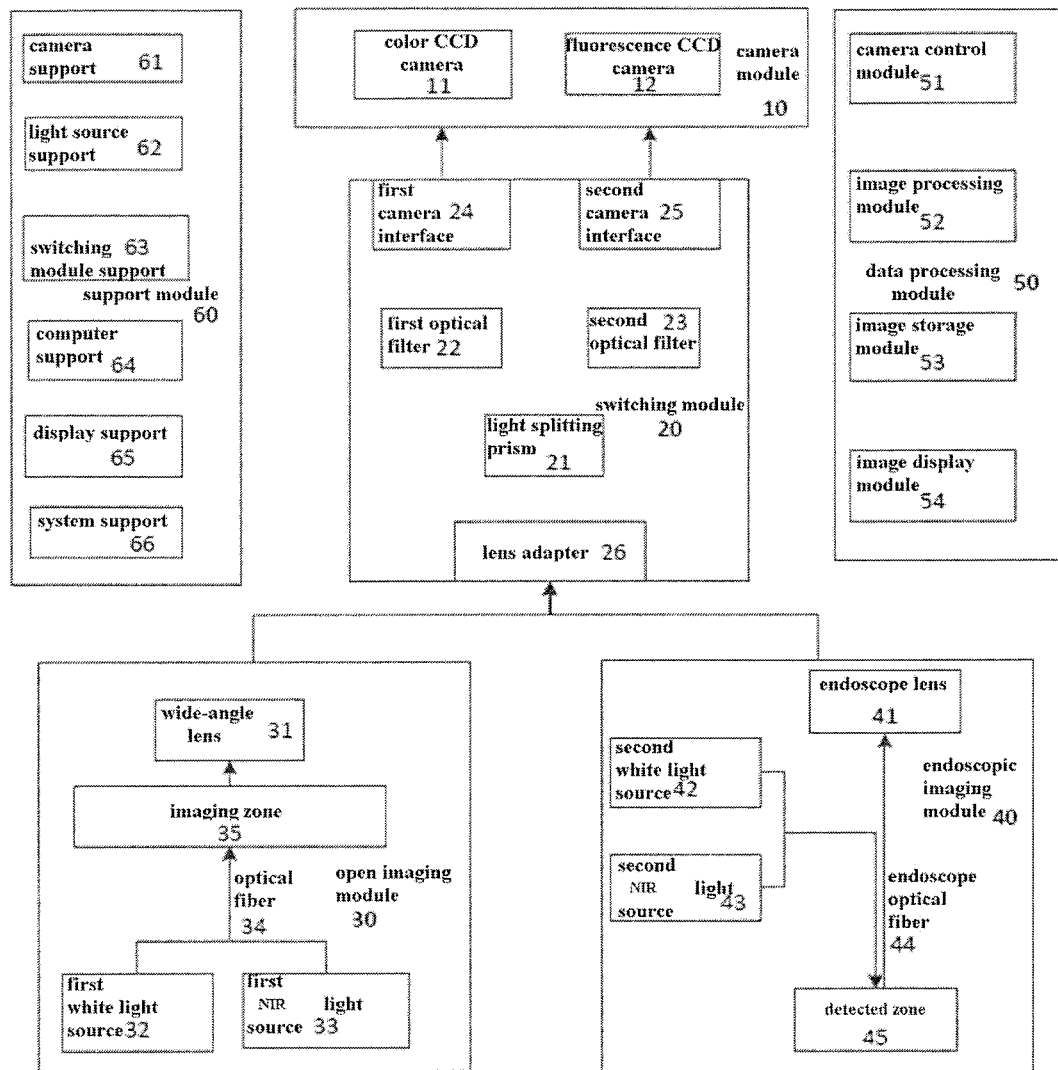 camera
support 61
light source
support 62
switching 63
module support
support module
60
computer
support 64
display support
65
system support
66
color CCD
camera
11
fluorescence CCD
camera
12
camera
module
10
first
camera 24
interface
second
camera 25
interface
first optical
filter 22
second 23
optical filter
switching module
20
light splitting
prism
21
lens adapter 26
camera control
module
51
image processing
module
52
data processing 50
module
image storage
module
53
image display
module
54
wide-angle
lens 31
imaging zone
35
optical
fiber
34
open imaging
module
30
first
white light
source 32
first
NIR light
source 33
endoscope lens
41
second
white light
source 42
second
NIR light
source 43
endoscopic
imaging
module 40
endoscope
optical
fiber
44
detected zone
45